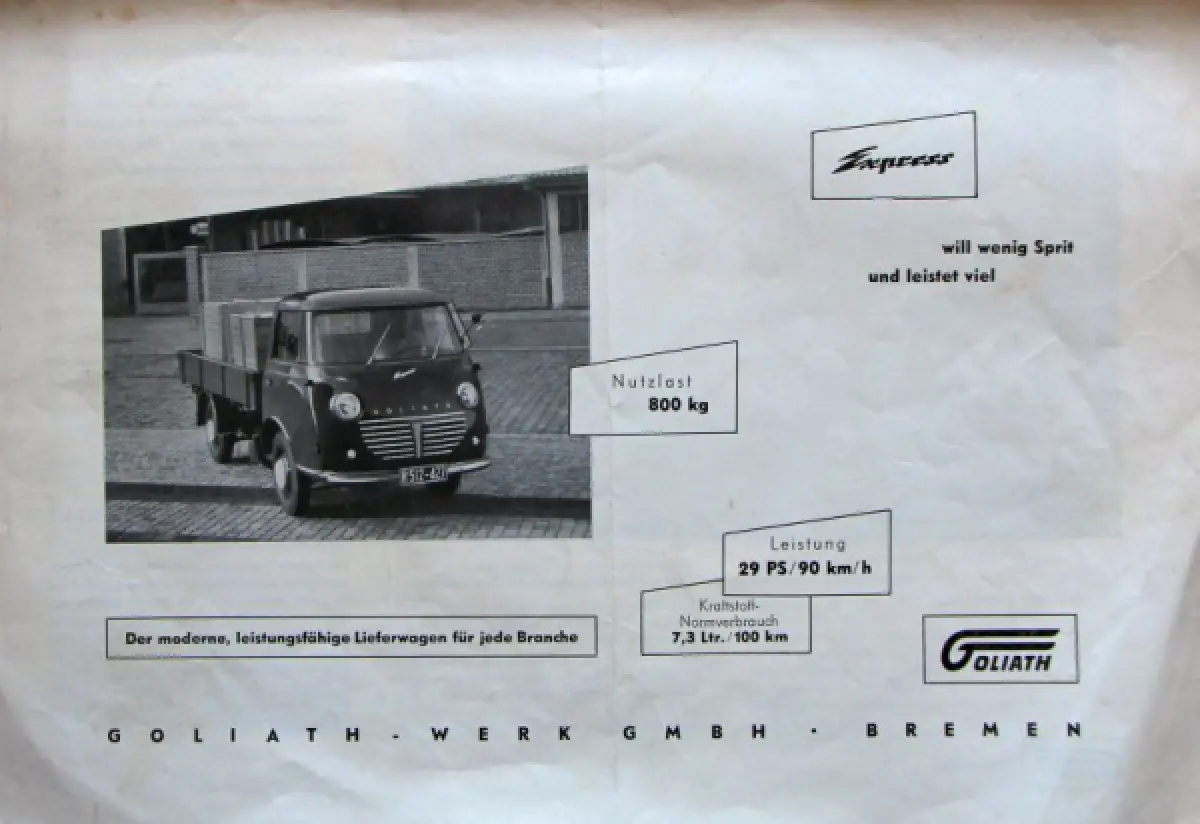 Express
will wenig Sprit
und leistet viel
Nutzlast
800 kg
GOLIATH
Leistung
29 PS/90 km/h
Kraftstoff-
Normverbrauch
7,3 Ltr./100 km
Der moderne, leistungsfähige Lieferwagen für jede Branche
GOLIATH
GOLIATH-WERK GMBH · BREMEN